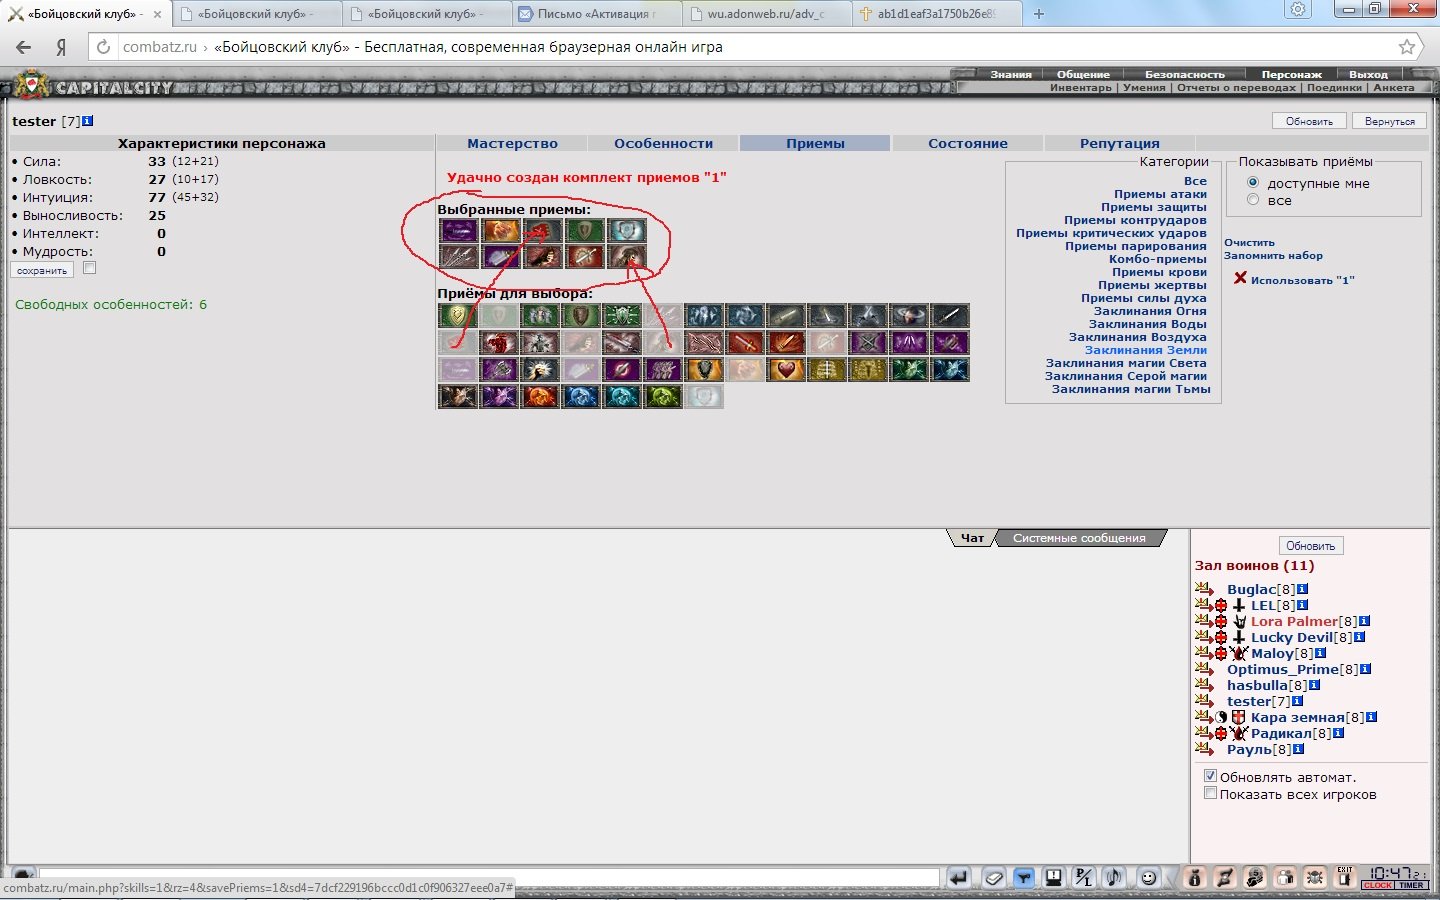 «Бойцовский клуб» -
«Бойцовский клуб» -
«Бойцовский клуб» -
Письмо «Активация
wu.adonweb.ru/adv_c
ab1d1eaf3a1750b26e89
Я
combatz.ru › «Бойцовский клуб» - Бесплатная, современная браузерная онлайн игра
CAPITALCITY
Знания Общение Безопасность Персонаж Выход
Инвентарь | Умения | Отчеты о переводах | Поединки | Анкета
tester [7]
Обновить Вернуться
Характеристики персонажа
• Сила: 33 (12+21)
• Ловкость: 27 (10+17)
• Интуиция: 77 (45+32)
• Выносливость: 25
• Интеллект: 0
• Мудрость: 0
сохранить
Свободных особенностей: 6
Мастерство Особенности Приемы Состояние Репутация
Удачно создан комплект приемов "1"
Выбранные приемы:
Приёмы для выбора:
Категории
Все
Приемы атаки
Приемы защиты
Приемы контрударов
Приемы критических ударов
Приемы парирования
Комбо-приемы
Приемы крови
Приемы жертвы
Приемы силы духа
Заклинания Огня
Заклинания Воды
Заклинания Воздуха
Заклинания Земли
Заклинания магии Света
Заклинания Серой магии
Заклинания магии Тьмы
Показывать приёмы
доступные мне
все
Очистить
Запомнить набор
Использовать "1"
Чат Системные сообщения
Обновить
Зал воинов (11)
Buglac[8]
LEL[8]
Lora Palmer[8]
Lucky Devil[8]
Maloy[8]
Optimus_Prime[8]
hasbulla[8]
tester[7]
Кара земная[8]
Радикал[8]
Рауль[8]
Обновлять автомат.
Показать всех игроков
combatz.ru/main.php?skills=1&rz=4&savePriems=1&sd4=7dcf229196bccc0d1c0f906327eee0a7#
P/L
EXIT
10:47 21
CLOCK TIMER